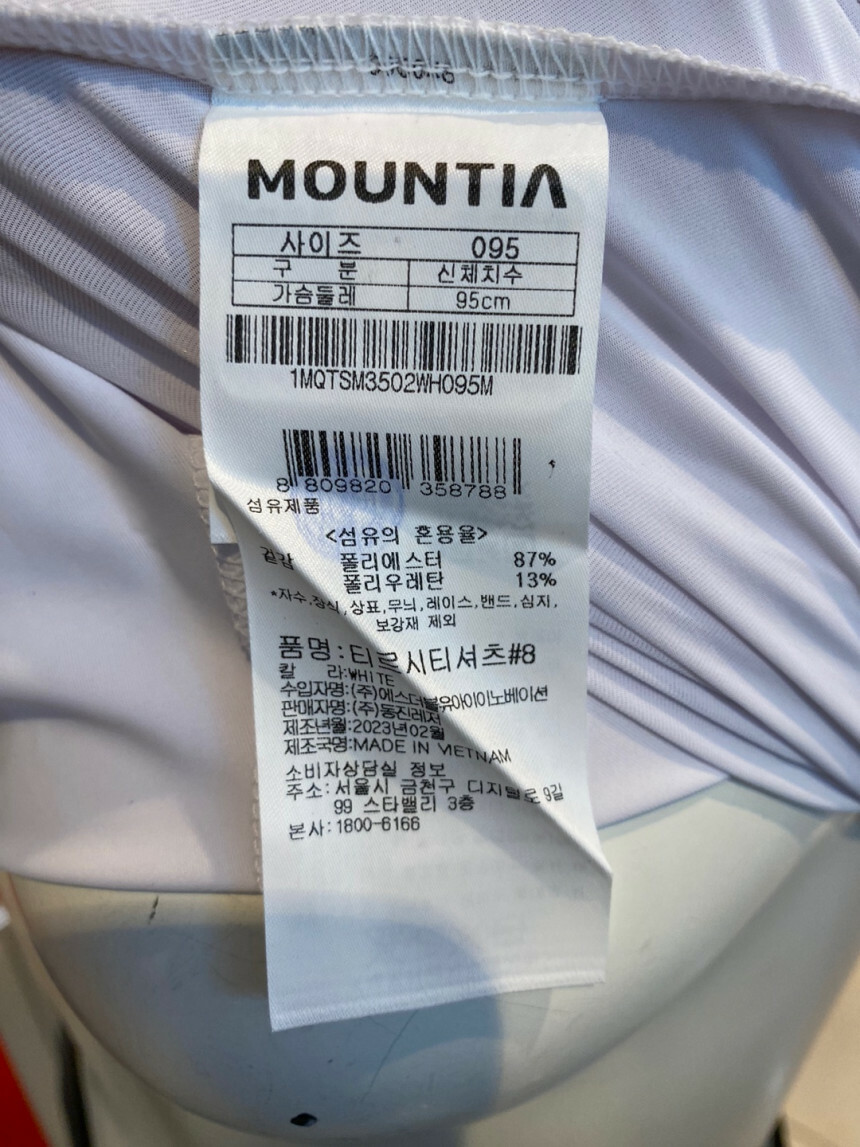 MOUNTIA
사이즈 095
구 분 신체치수
가슴둘레 95cm
1MQTSM3502WH095M
8 809820 358788
섬유제품
<섬유의 혼용율>
겉감 폴리에스터 87%
폴리우레탄 13%
*자수,장식,상표,무늬,레이스,밴드,심지,
보강재 제외
품명:티르시티셔츠#8
칼 라:WHITE
수입자명:(주)에스더블유아이이노베이션
판매자명:(주)동진레저
제조년월:2023년02월
제조국명:MADE IN VIETNAM
소비자상담실 정보
주소:서울시 금천구 디지털로9길
99 스타밸리 3층
본사:1800-6166